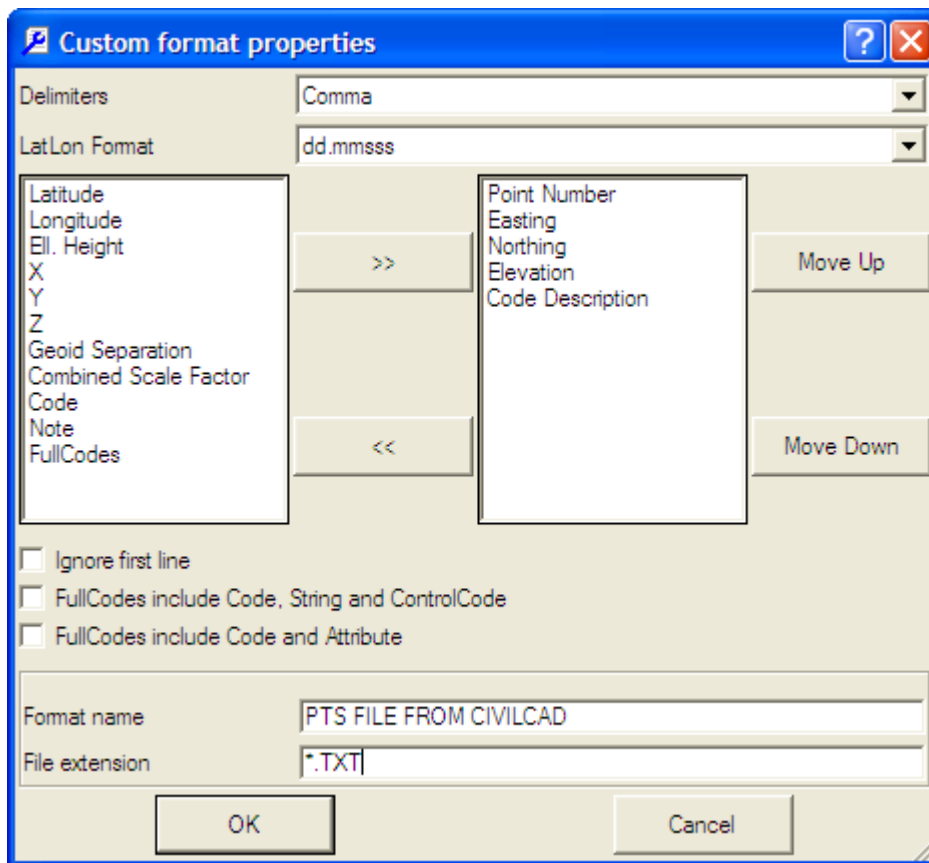 Custom format properties
Delimiters
Comma
LatLon Format
dd.mmsss
Latitude
Longitude
Ell. Height
X
Y
Z
Geoid Separation
Combined Scale Factor
Code
Note
FullCodes
>>
<<
Point Number
Easting
Northing
Elevation
Code Description
Move Up
Move Down
Ignore first line
FullCodes include Code, String and ControlCode
FullCodes include Code and Attribute
Format name
PTS FILE FROM CIVILCAD
File extension
*.TXT
OK
Cancel